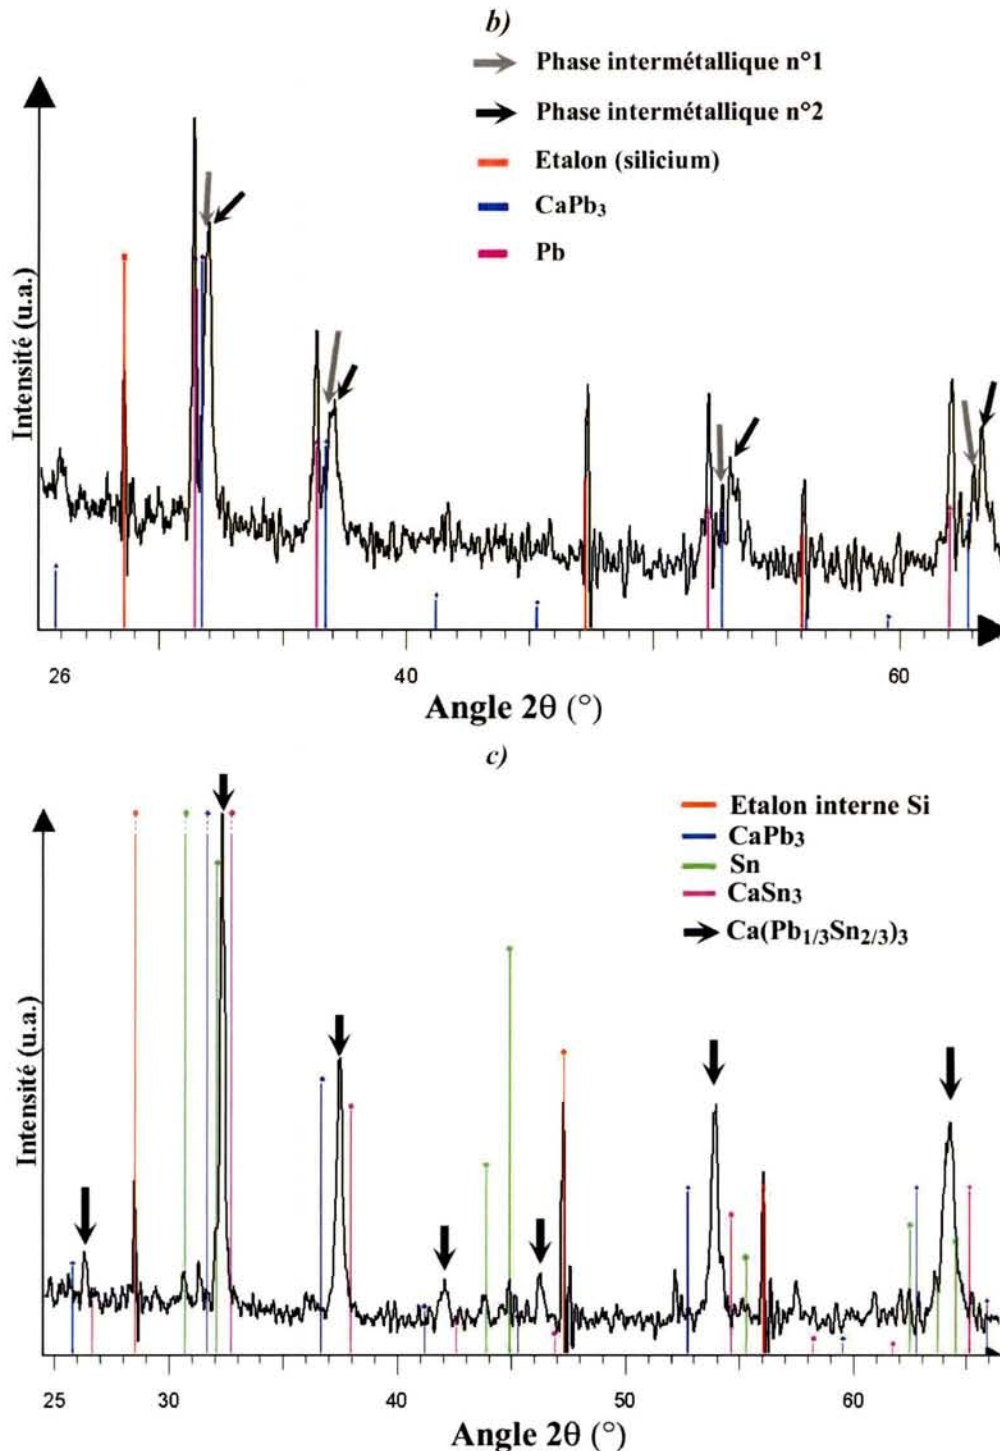 b)
Phase intermétallique n°1
Phase intermétallique n°2
Etalon (silicium)
CaPb₃
Pb
Intensité (u.a.)
26 40 60
Angle 2θ (°)
c)
Etalon interne Si
CaPb₃
Sn
CaSn₃
Ca(Pb₁/₃Sn₂/₃)₃
Intensité (u.a.)
25 30 40 50 60
Angle 2θ (°)